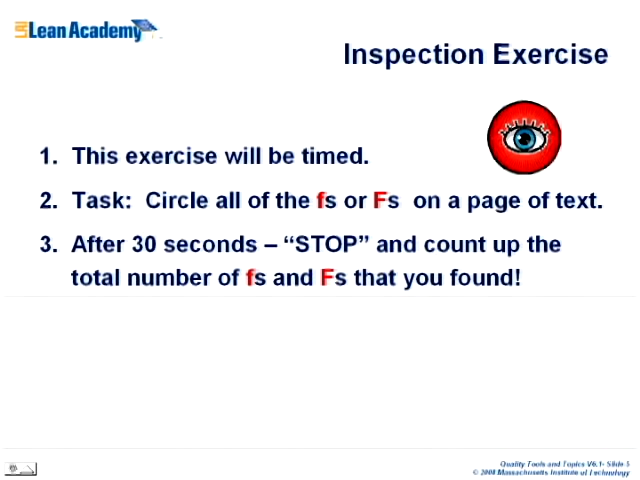 LAI Lean Academy
Inspection Exercise
1. This exercise will be timed.
2. Task: Circle all of the fs or Fs on a page of text.
3. After 30 seconds – “STOP” and count up the
total number of fs and Fs that you found!
Quality Tools and Topics V6.1- Slide 5
© 2008 Massachusetts Institute of Technology